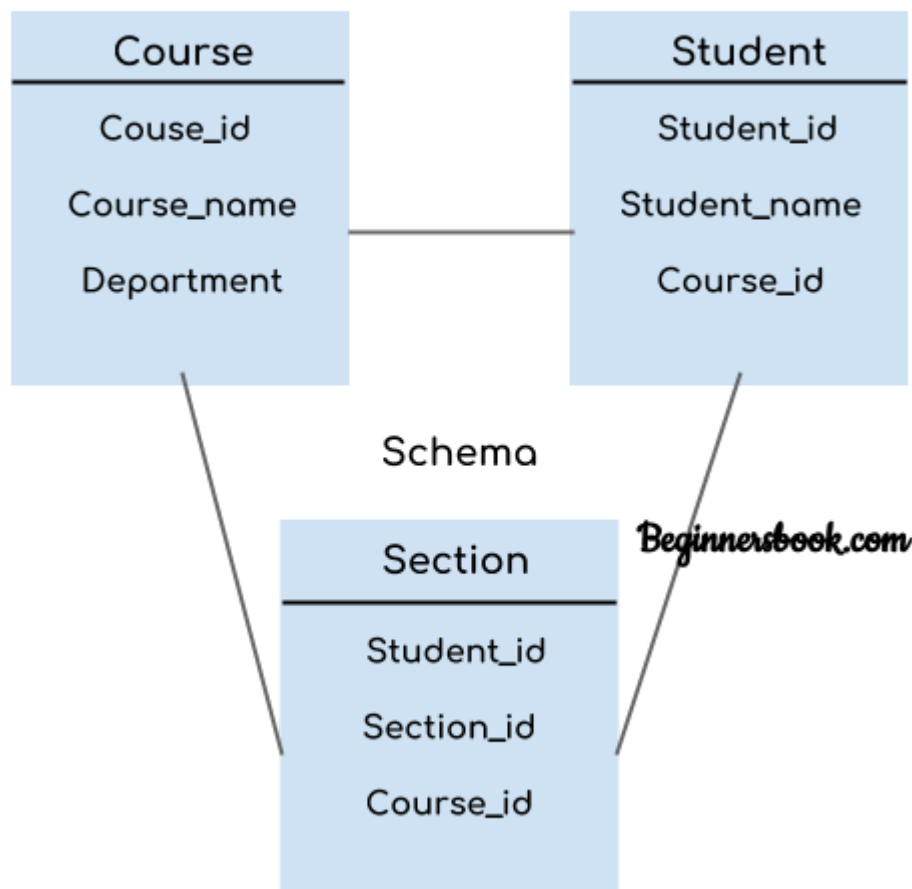 Course
Couse_id
Course_name
Department
Student
Student_id
Student_name
Course_id
Schema
Beginnersbook.com
Section
Student_id
Section_id
Course_id